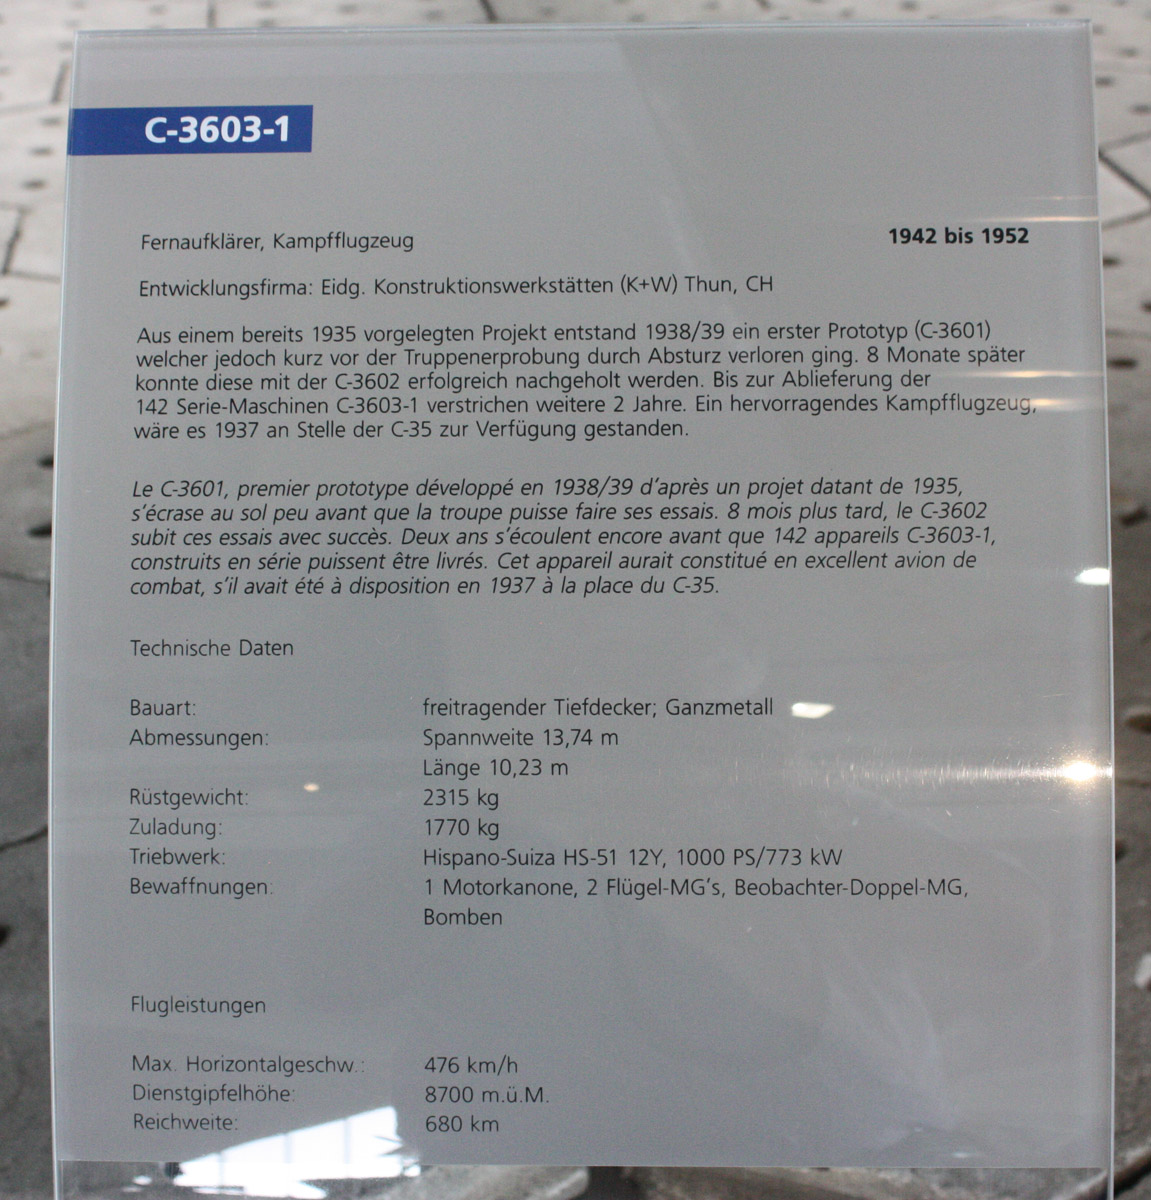 C-3603-1
Fernaufklärer, Kampfflugzeug 1942 bis 1952
Entwicklungsfirma: Eidg. Konstruktionswerkstätten (K+W) Thun, CH
Aus einem bereits 1935 vorgelegten Projekt entstand 1938/39 ein erster Prototyp (C-3601)
welcher jedoch kurz vor der Truppenerprobung durch Absturz verloren ging. 8 Monate später
konnte diese mit der C-3602 erfolgreich nachgeholt werden. Bis zur Ablieferung der
142 Serie-Maschinen C-3603-1 verstrichen weitere 2 Jahre. Ein hervorragendes Kampfflugzeug,
wäre es 1937 an Stelle der C-35 zur Verfügung gestanden.
Le C-3601, premier prototype développé en 1938/39 d'après un projet datant de 1935,
s'écrase au sol peu avant que la troupe puisse faire ses essais. 8 mois plus tard, le C-3602
subit ces essais avec succès. Deux ans s'écoulent encore avant que 142 appareils C-3603-1,
construits en série puissent être livrés. Cet appareil aurait constitué en excellent avion de
combat, s'il avait été à disposition en 1937 à la place du C-35.
Technische Daten
Bauart: freitragender Tiefdecker; Ganzmetall
Abmessungen: Spannweite 13,74 m
Länge 10,23 m
Rüstgewicht: 2315 kg
Zuladung: 1770 kg
Triebwerk: Hispano-Suiza HS-51 12Y, 1000 PS/773 kW
Bewaffnungen: 1 Motorkanone, 2 Flügel-MG's, Beobachter-Doppel-MG,
Bomben
Flugleistungen
Max. Horizontalgeschw.: 476 km/h
Dienstgipfelhöhe: 8700 m.ü.M.
Reichweite: 680 km